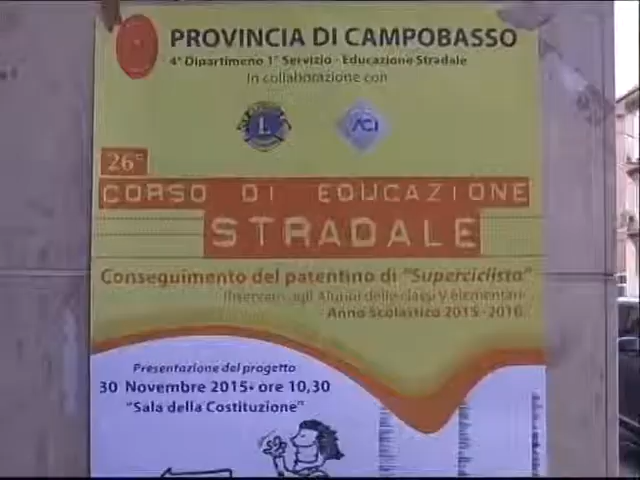 PROVINCIA DI CAMPOBASSO
4° Dipartimeno 1° Servizio - Educazione Stradale
In collaborazione con
L
ACI
26°
CORSO DI EDUCAZIONE
STRADALE
Conseguimento del patentino di "Superciclista"
Riservato agli Alunni delle classi V elementari
Anno Scolastico 2015-2016
Presentazione del progetto
30 Novembre 2015• ore 10,30
"Sala della Costituzione"